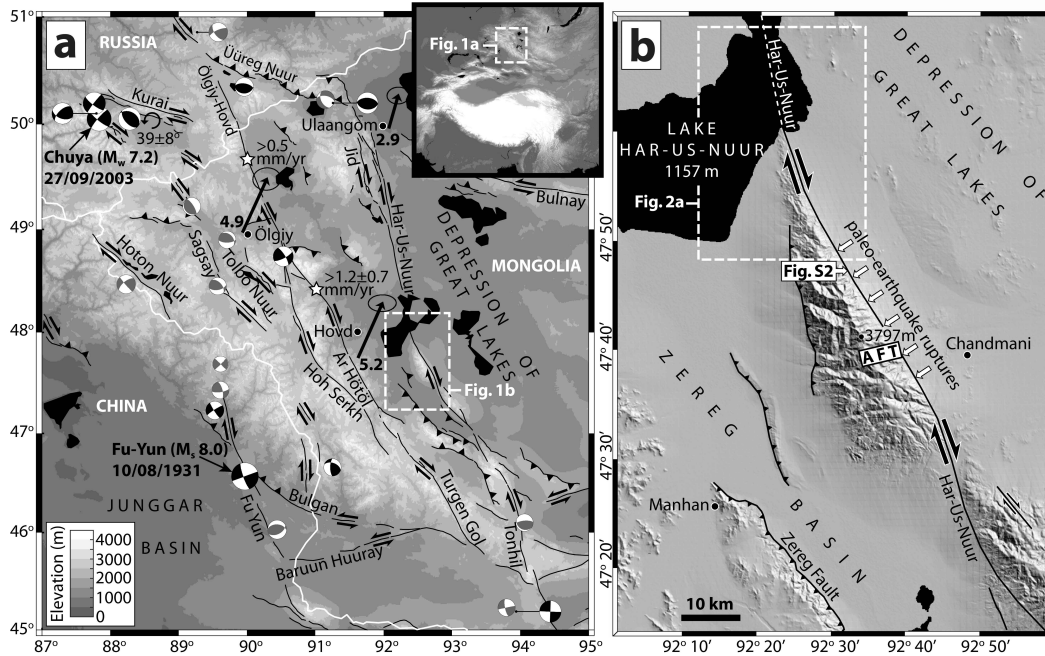 51°
50°
49°
48°
47°
46°
45°
87°
88°
89°
90°
91°
92°
93°
94°
95°
a
RUSSIA
Üüreg Nuur
Kurai
39±8°
Chuya (Mw 7.2)
27/09/2003
Ölgiy-Hovd
>0.5
mm/yr
Ulaangom
2.9
Jid
Bulnay
4.9
Ölgiy
Har-Us-Nuur
DEPRESSION
OF
GREAT
LAKES
MONGOLIA
Hoton Nuur
Sagsay
Tolbo Nuur
>1.2±0.7
mm/yr
Hovd
5.2
Ar Hötöl
Hoh Serkh
Fig. 1b
CHINA
Fu-Yun (Ms 8.0)
10/08/1931
JUNGGAR
BASIN
Fu Yun
Bulgan
Baruun Huuray
Turgen Gol
Tonhil
Elevation (m)
4000
3000
2000
1000
0
Fig. 1a
b
Har-Us-Nuur
LAKE
HAR-US-NUUR
1157 m
Fig. 2a
DEPRESSION
OF
GREAT
LAKES
paleo-earthquake ruptures
Fig. S2
3797m
AFT
Chandmani
ZEREG
BASIN
Manhan
Zereg Fault
Har-Us-Nuur
10 km
47° 50'
47° 40'
47° 30'
47° 20'
92° 20'
92° 30'
92° 40'
92° 50'